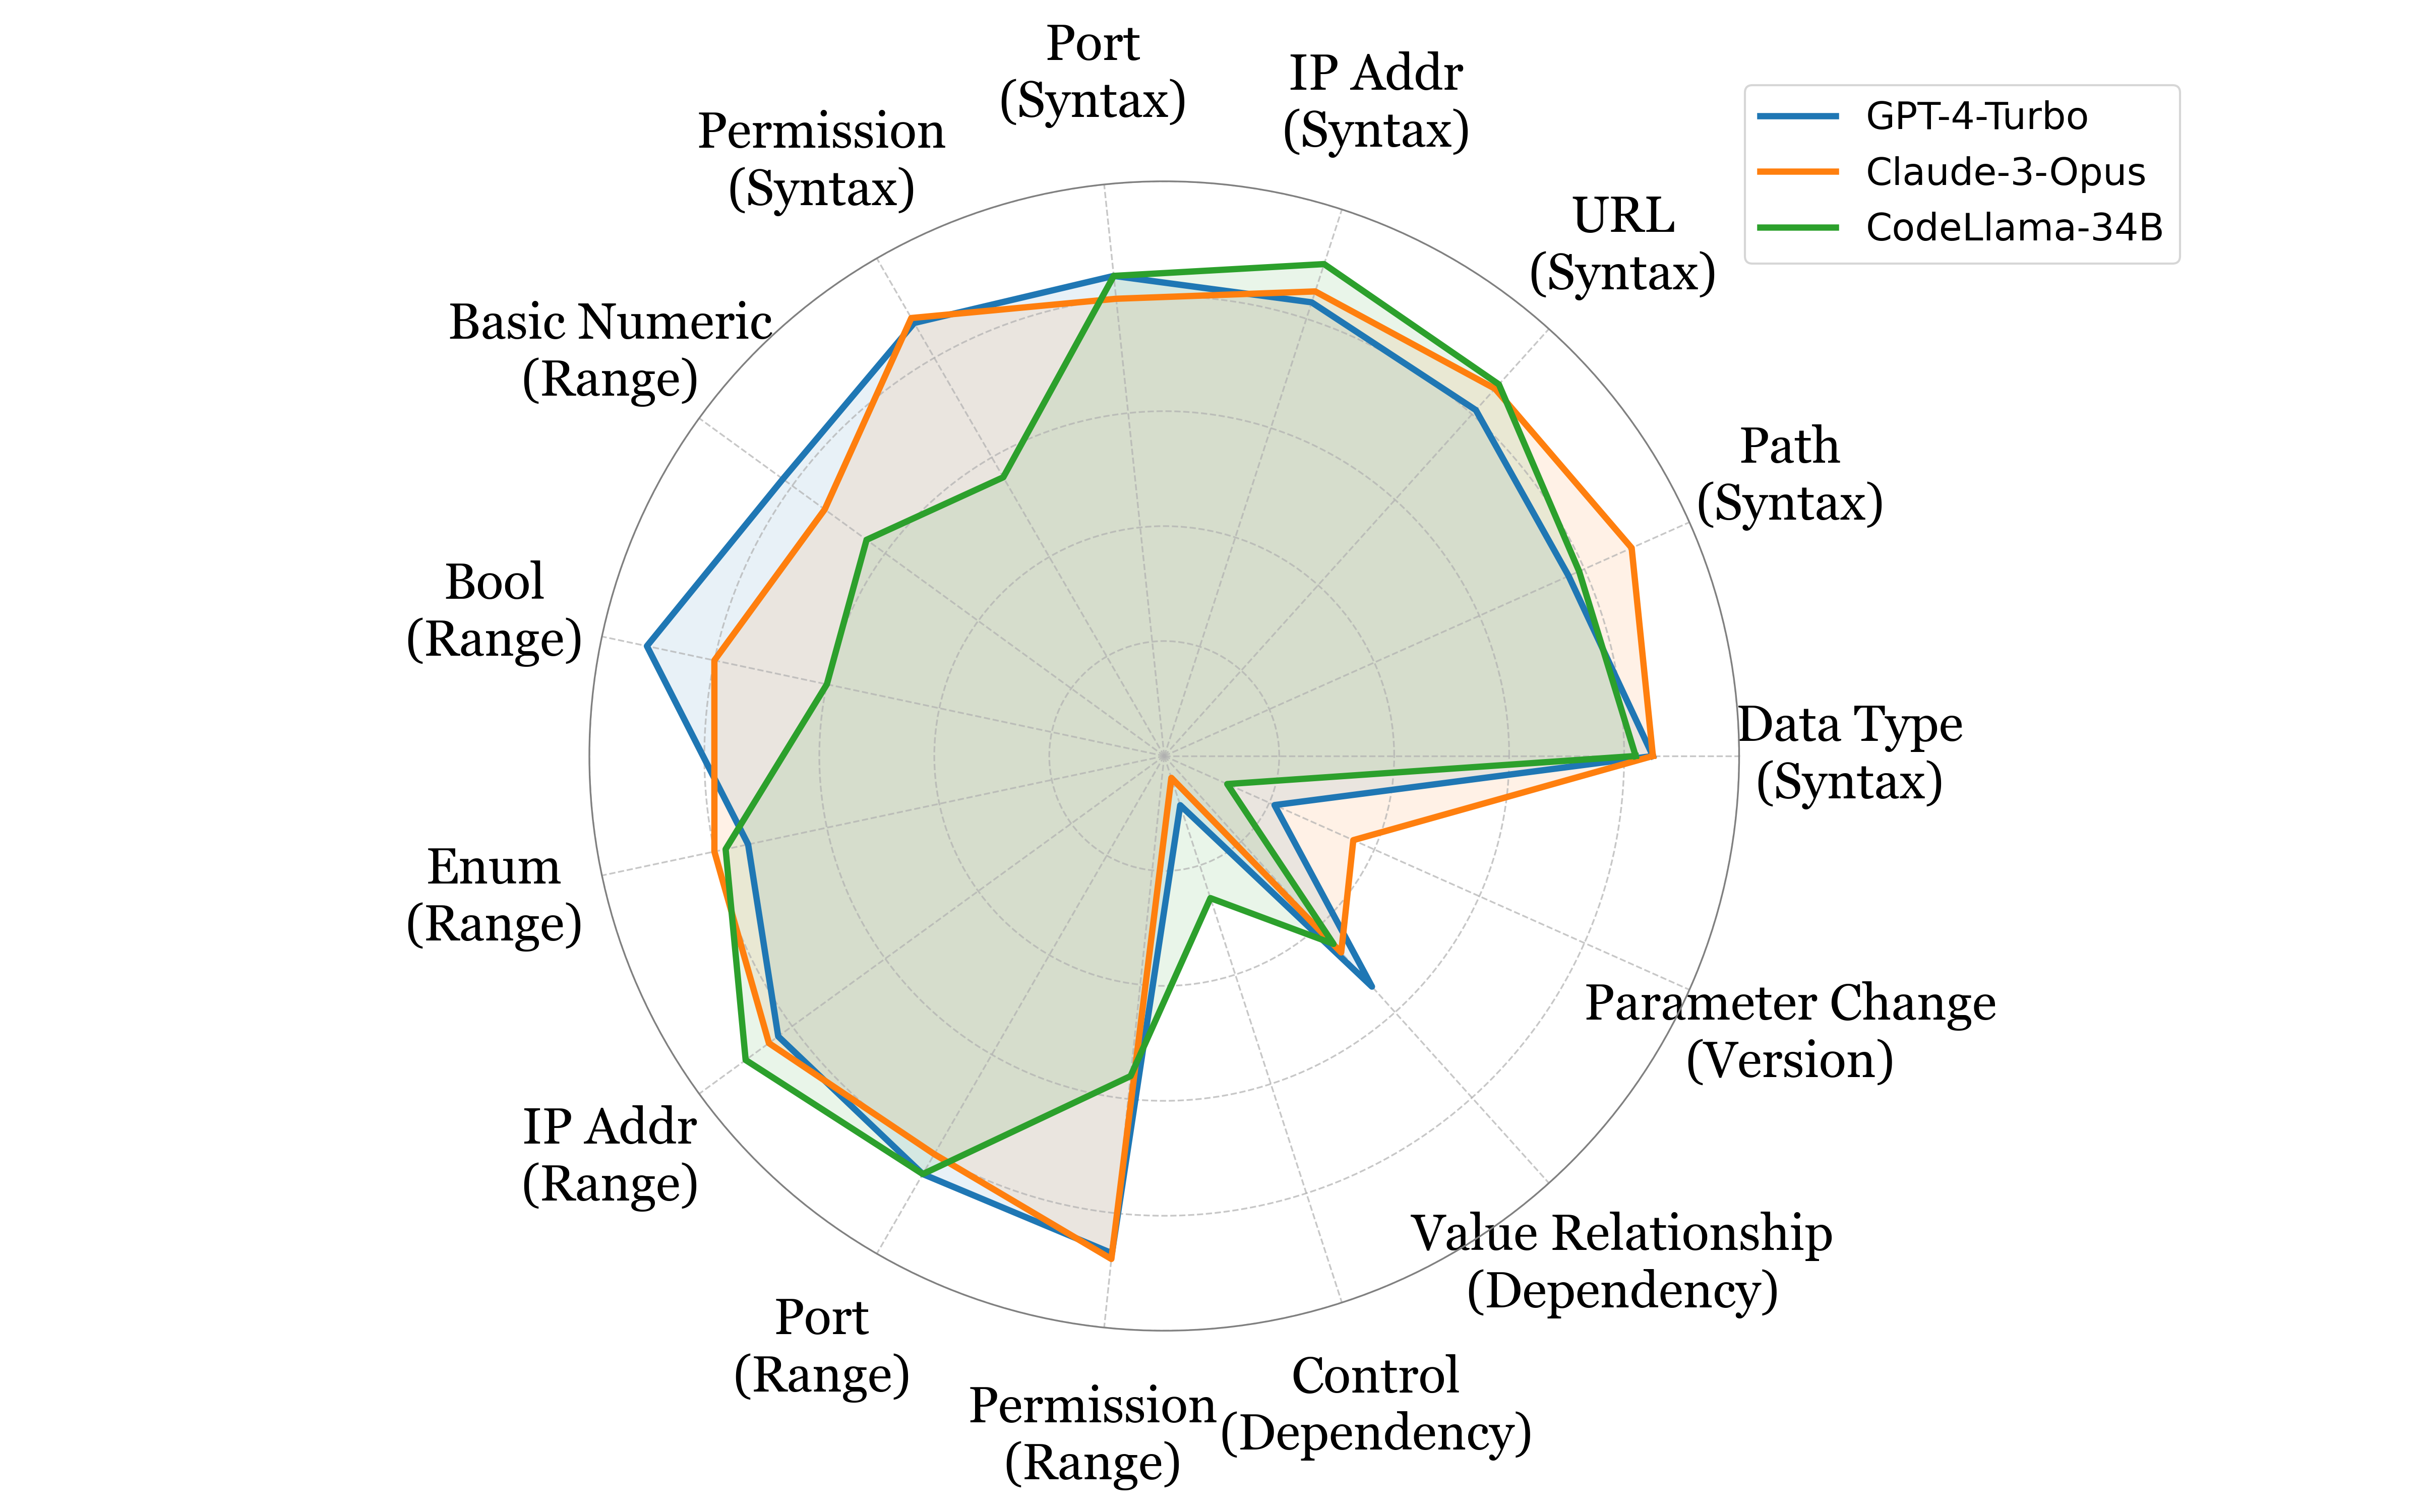 Port
(Syntax)
IP Addr
(Syntax)
GPT-4-Turbo
Claude-3-Opus
CodeLlama-34B
Permission
(Syntax)
URL
(Syntax)
Basic Numeric
(Range)
Path
(Syntax)
Bool
(Range)
Data Type
(Syntax)
Enum
(Range)
Parameter Change
(Version)
IP Addr
(Range)
Value Relationship
(Dependency)
Port
(Range)
Control
(Dependency)
Permission
(Range)